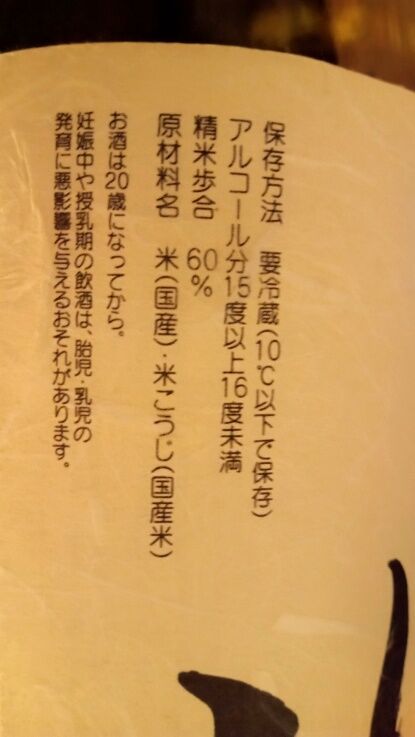 保存方法　要冷蔵(10℃以下で保存)
アルコール分15度以上16度未満
精米歩合　60%
原材料名　米(国産)・米こうじ(国産米)
お酒は20歳になってから。
妊娠中や授乳期の飲酒は、胎児・乳児の
発育に悪影響を与えるおそれがあります。